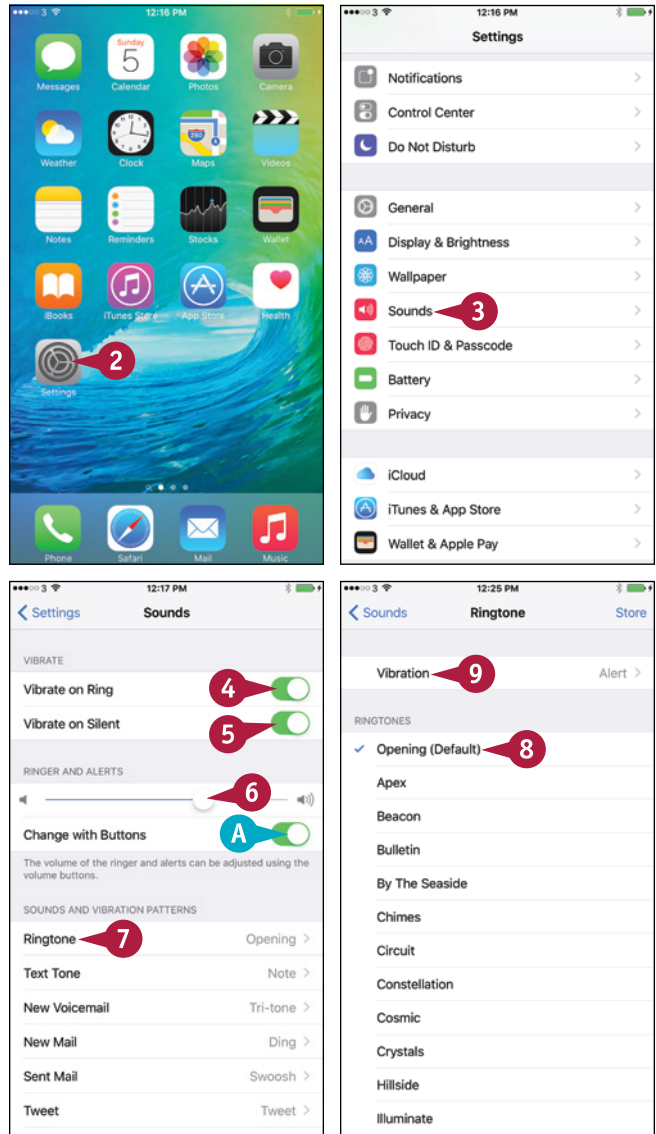 3 12:16 PM
Sunday
5
Messages Calendar Photos Camera
280
Weather Clock Maps Videos
Notes Reminders Stocks Wallet
iBooks iTunes Store App Store Health
2
Settings
Phone Safari Mail Music
3 12:16 PM
Settings
Notifications
Control Center
Do Not Disturb
General
AA Display & Brightness
Wallpaper
Sounds 3
Touch ID & Passcode
Battery
Privacy
iCloud
iTunes & App Store
Wallet & Apple Pay
3 12:17 PM
Settings Sounds
VIBRATE
Vibrate on Ring 4
Vibrate on Silent 5
RINGER AND ALERTS
6
Change with Buttons A
The volume of the ringer and alerts can be adjusted using the
volume buttons.
SOUNDS AND VIBRATION PATTERNS
Ringtone 7 Opening
Text Tone Note
New Voicemail Tri-tone
New Mail Ding
Sent Mail Swoosh
Tweet Tweet
3 12:25 PM
Sounds Ringtone Store
Vibration 9 Alert
RINGTONES
Opening (Default) 8
Apex
Beacon
Bulletin
By The Seaside
Chimes
Circuit
Constellation
Cosmic
Crystals
Hillside
Illuminate